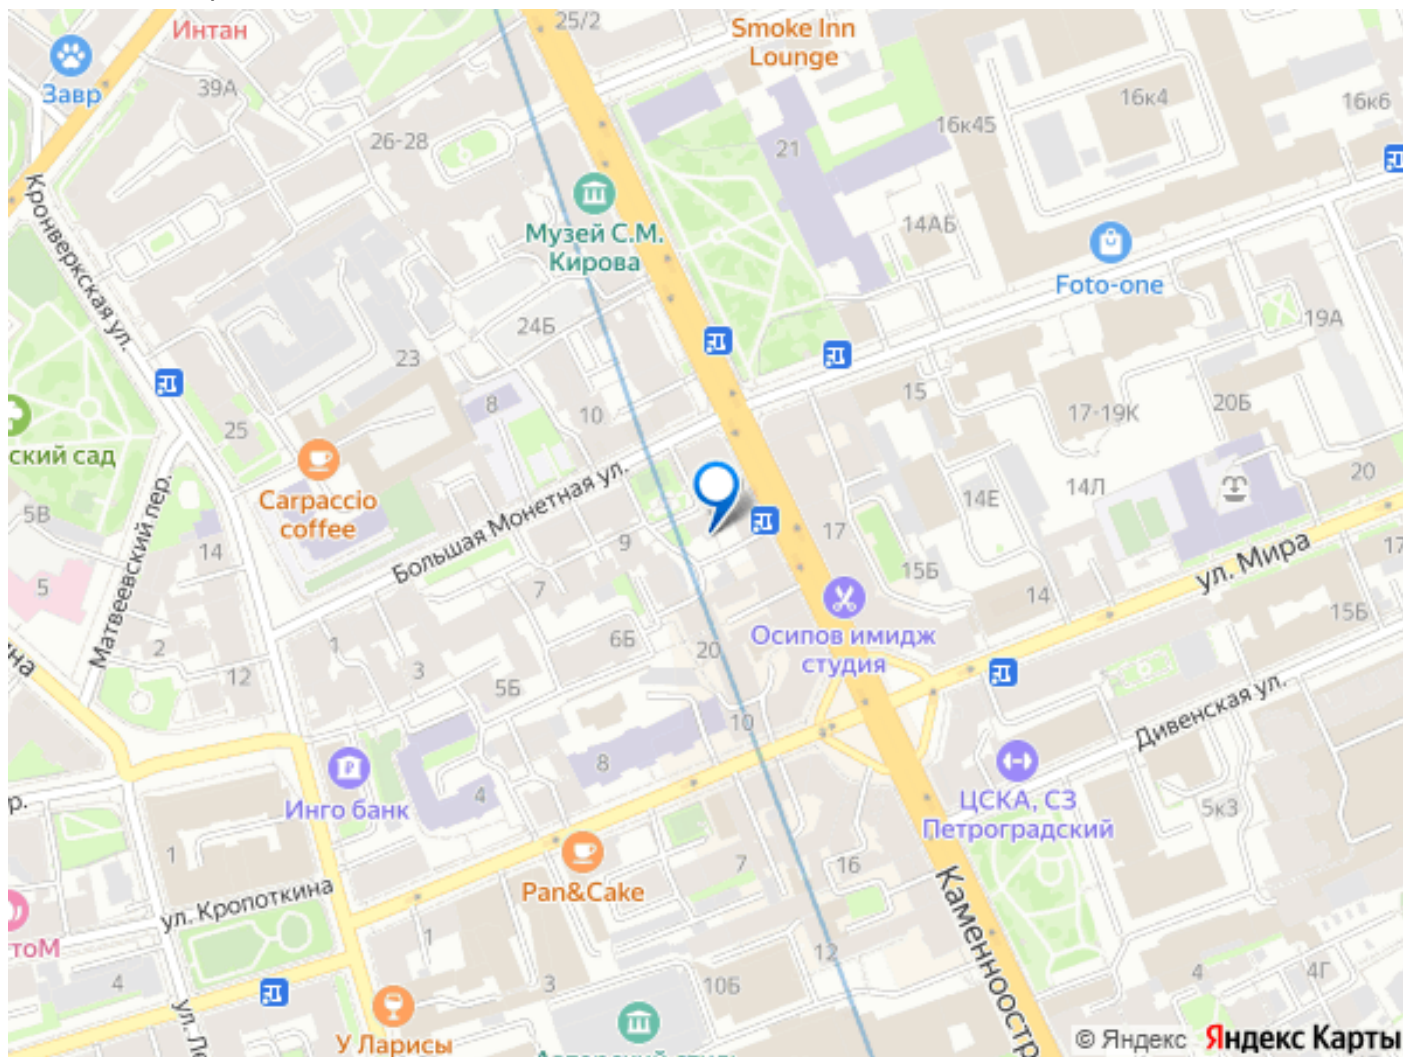 25/2
Smoke Inn
Lounge
Интан
Завр
39А
26-28
16к4
16к6
16к45
21
Музей С.М.
Кирова
14АБ
Foto-one
Кронверкская ул.
24Б
19А
23
15
8
10
17-19К
20Б
25
ский сад
20
Carpaccio
coffee
Большая Монетная ул.
14Е
14Л
5В
17
Матвеевский пер.
14
9
ул. Мира
17
5
7
15Б
14
15Б
Осипов имидж
студия
1
6Б
20
2
3
на
12
5Б
Дивенская ул.
10
8
Инго банк
4
ЦСКА, СЗ
Петроградский
5к3
р.
1
7
16
Pan&Cake
ул. Кропоткина
Каменноостр
тоМ
1
12
4
3
10Б
4
4Г
ул. Ле
У Ларисы
© Яндекс Яндекс Карты